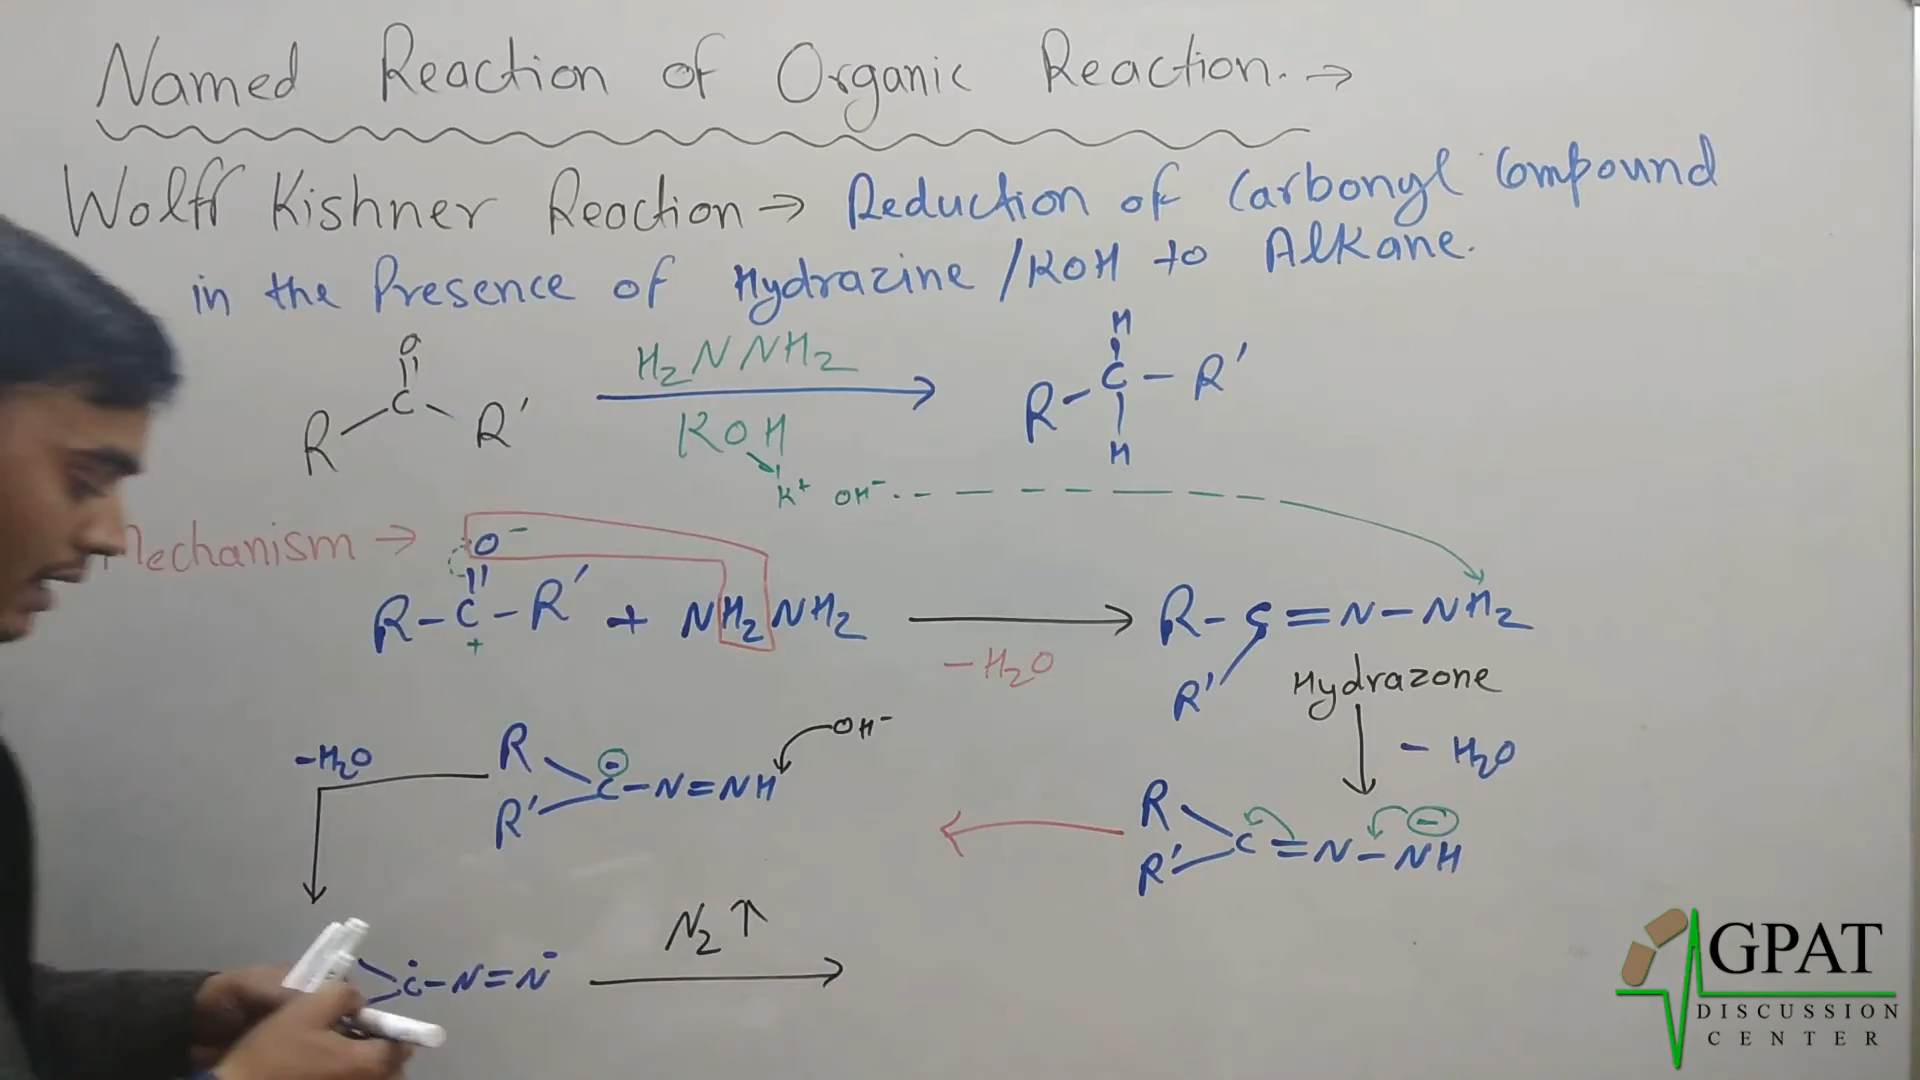 Named Reaction of Organic Reaction. →
Wolff Kishner Reaction → Reduction of Carbonyl Compound
in the Presence of Hydrazine / KOH to Alkane.
O
R C R'
H2NNH2
KOH
K+ OH-
H
R-C-R'
H
Mechanism →
O-
R-C-R' + NH2NH2
+
-H2O
R-C=N-NH2
R'
Hydrazone
- H2O
-H2O
R
R' C-N=NH
-
OH-
R
R' C=N-NH
-
C-N=N-
N2↑
GPAT
DISCUSSION
CENTER